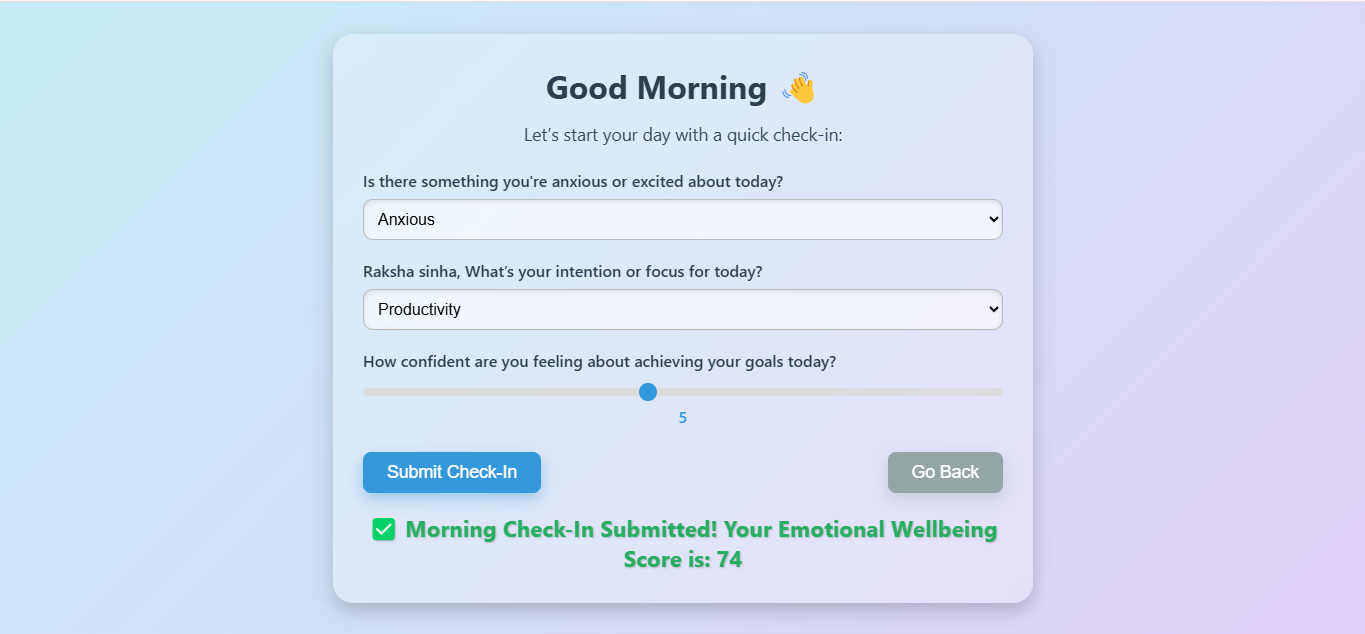 Good Morning 👋
Let’s start your day with a quick check-in:
Is there something you're anxious or excited about today?
Anxious
Raksha sinha, What’s your intention or focus for today?
Productivity
How confident are you feeling about achieving your goals today?
5
Submit Check-In
Go Back
✅ Morning Check-In Submitted! Your Emotional Wellbeing
Score is: 74